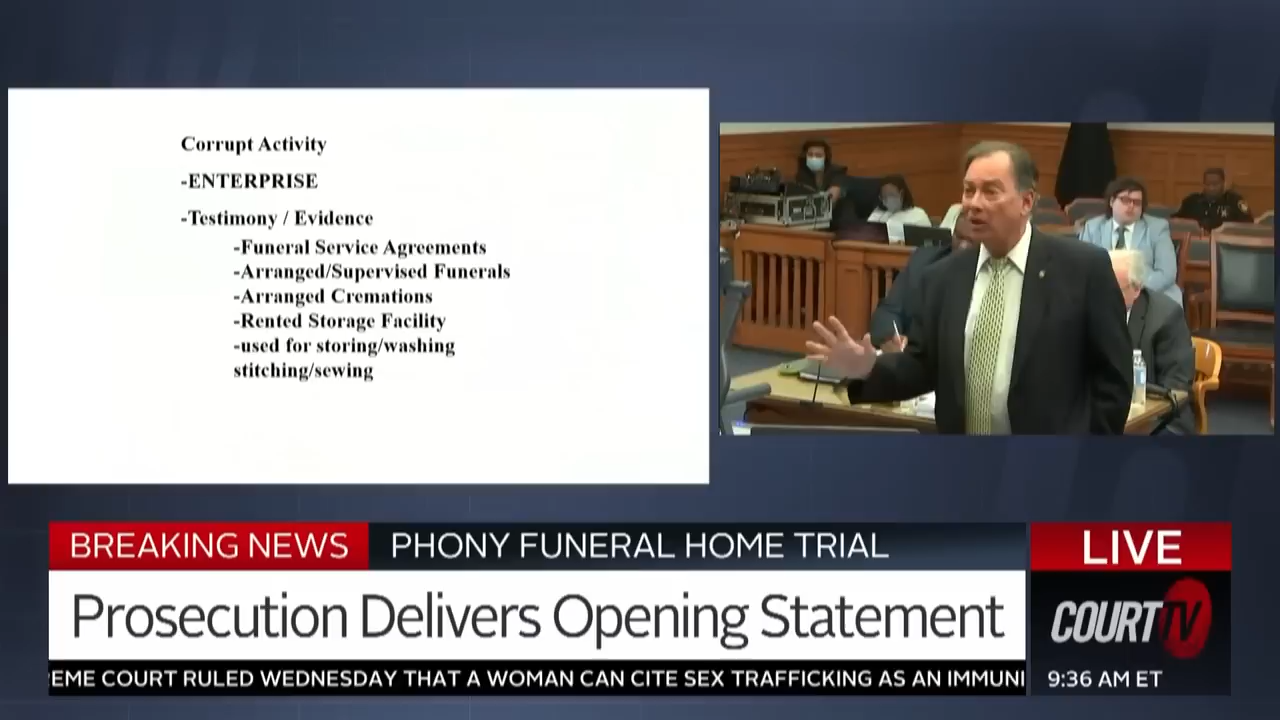 Corrupt Activity
-ENTERPRISE
-Testimony / Evidence
-Funeral Service Agreements
-Arranged/Supervised Funerals
-Arranged Cremations
-Rented Storage Facility
-used for storing/washing
stitching/sewing
BREAKING NEWS
PHONY FUNERAL HOME TRIAL
LIVE
Prosecution Delivers Opening Statement
COURT TV
EME COURT RULED WEDNESDAY THAT A WOMAN CAN CITE SEX TRAFFICKING AS AN IMMUNI
9:36 AM ET